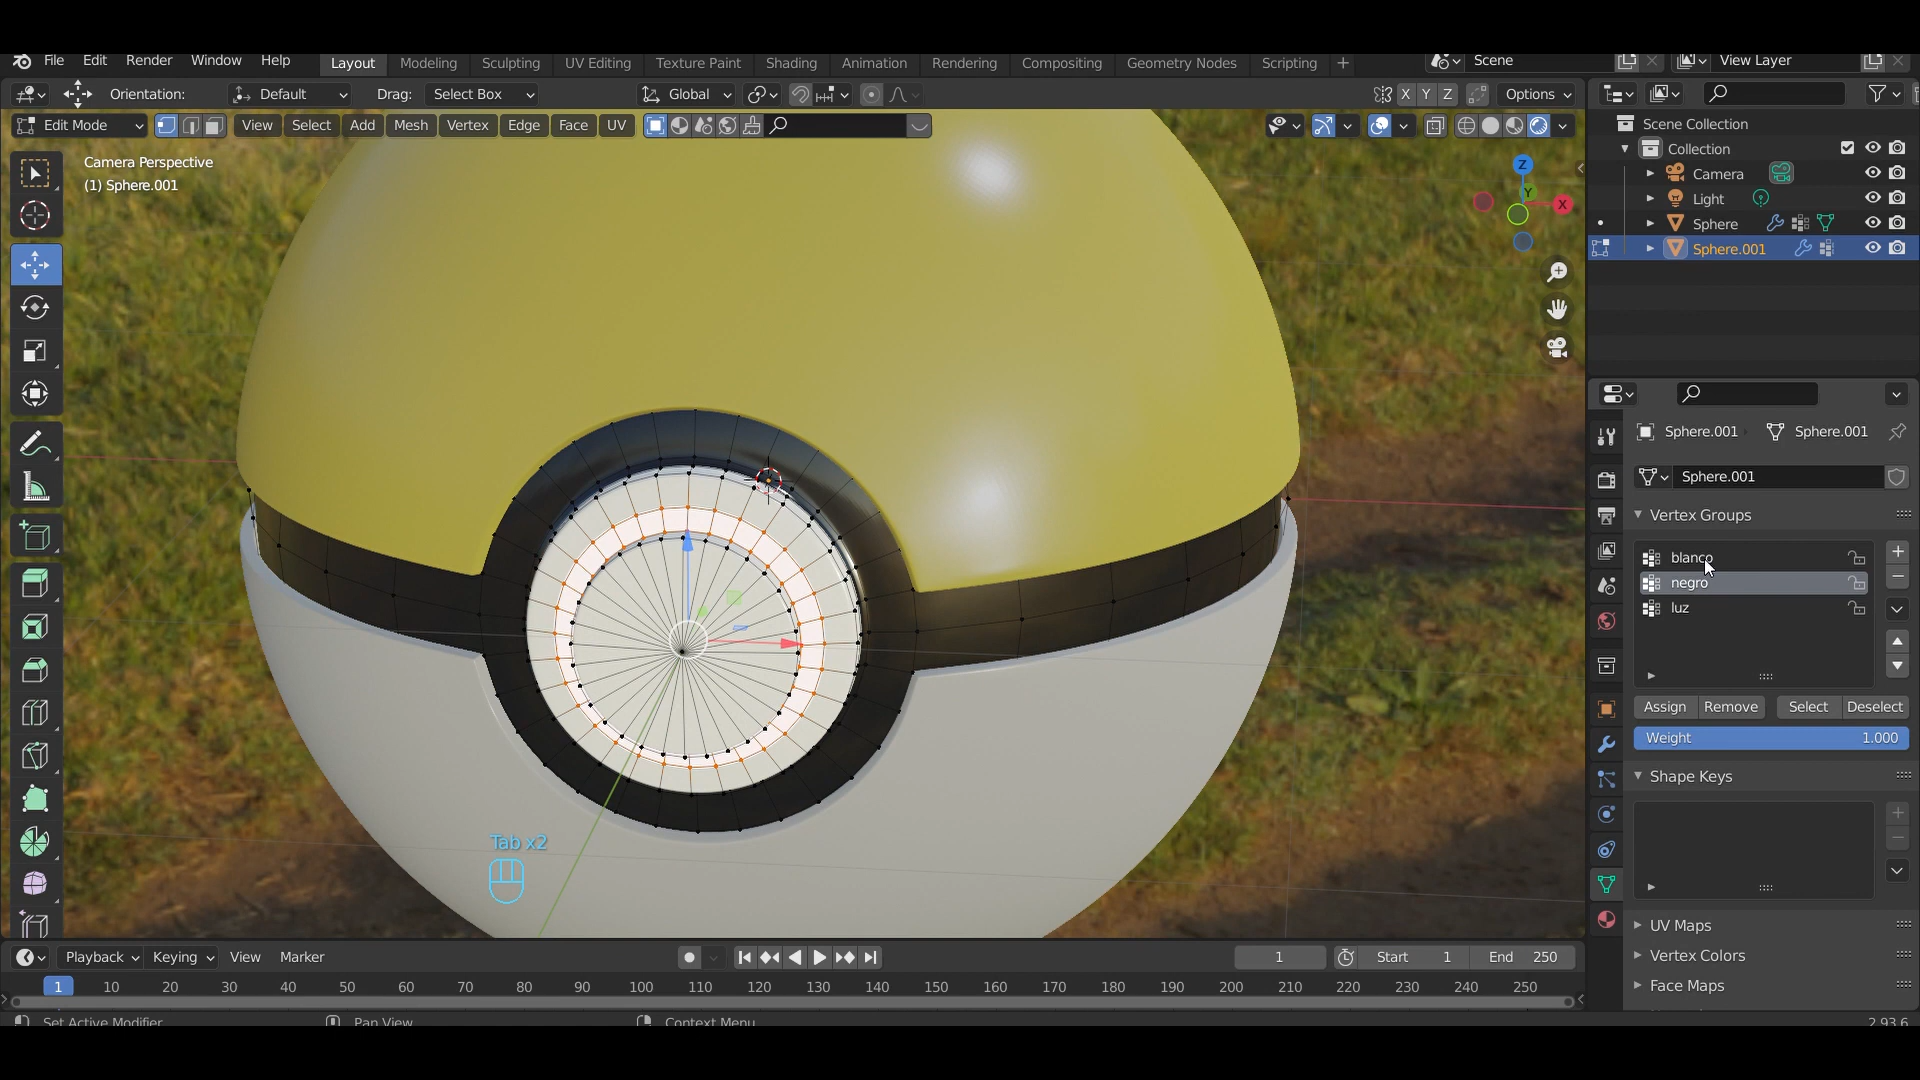 File Edit Render Window Help Layout Modeling Sculpting UV Editing Texture Paint Shading Animation Rendering Compositing Geometry Nodes Scripting + Scene View Layer
Orientation: Default Drag: Select Box Global X Y Z Options
Edit Mode View Select Add Mesh Vertex Edge Face UV
Camera Perspective
(1) Sphere.001
Z
Y
X
Scene Collection
Collection
Camera
Light
Sphere
Sphere.001
Sphere.001 Sphere.001
Sphere.001
Vertex Groups
blanco
negro
luz
Assign Remove Select Deselect
Weight 1.000
Shape Keys
UV Maps
Vertex Colors
Face Maps
Tab x2
Playback Keying View Marker 1 Start 1 End 250
1 10 20 30 40 50 60 70 80 90 100 110 120 130 140 150 160 170 180 190 200 210 220 230 240 250
Set Active Modifier Pan View Context Menu 2.93.6